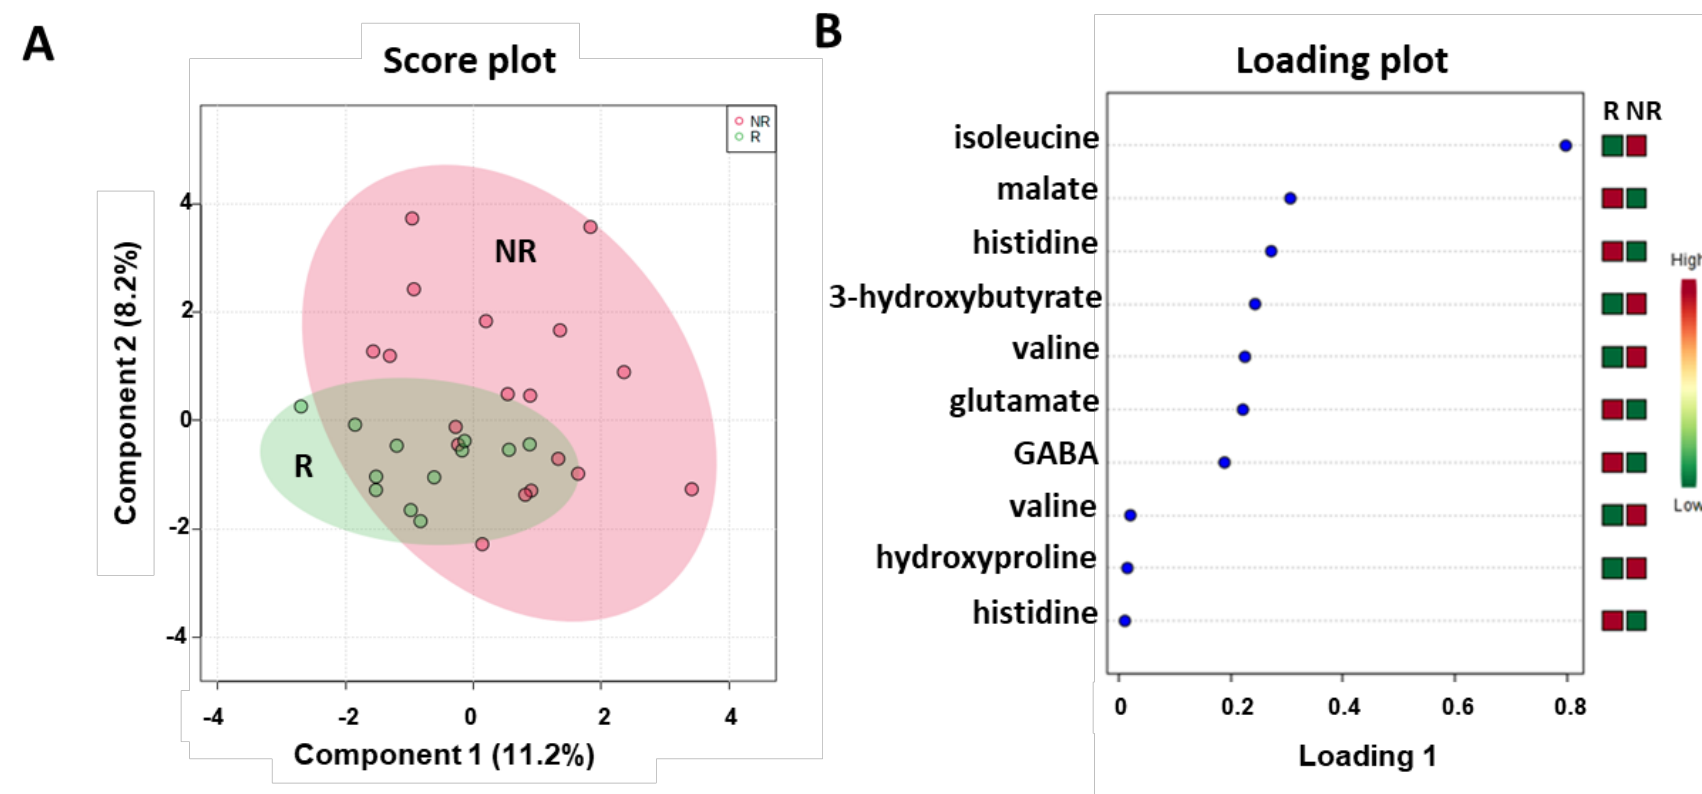 A
Score plot
NR
R
NR
R
4
2
0
-2
-4
Component 2 (8.2%)
-4
-2
0
2
4
Component 1 (11.2%)
B
Loading plot
R NR
isoleucine
malate
histidine
3-hydroxybutyrate
valine
glutamate
GABA
valine
hydroxyproline
histidine
High
Low
0
0.2
0.4
0.6
0.8
Loading 1